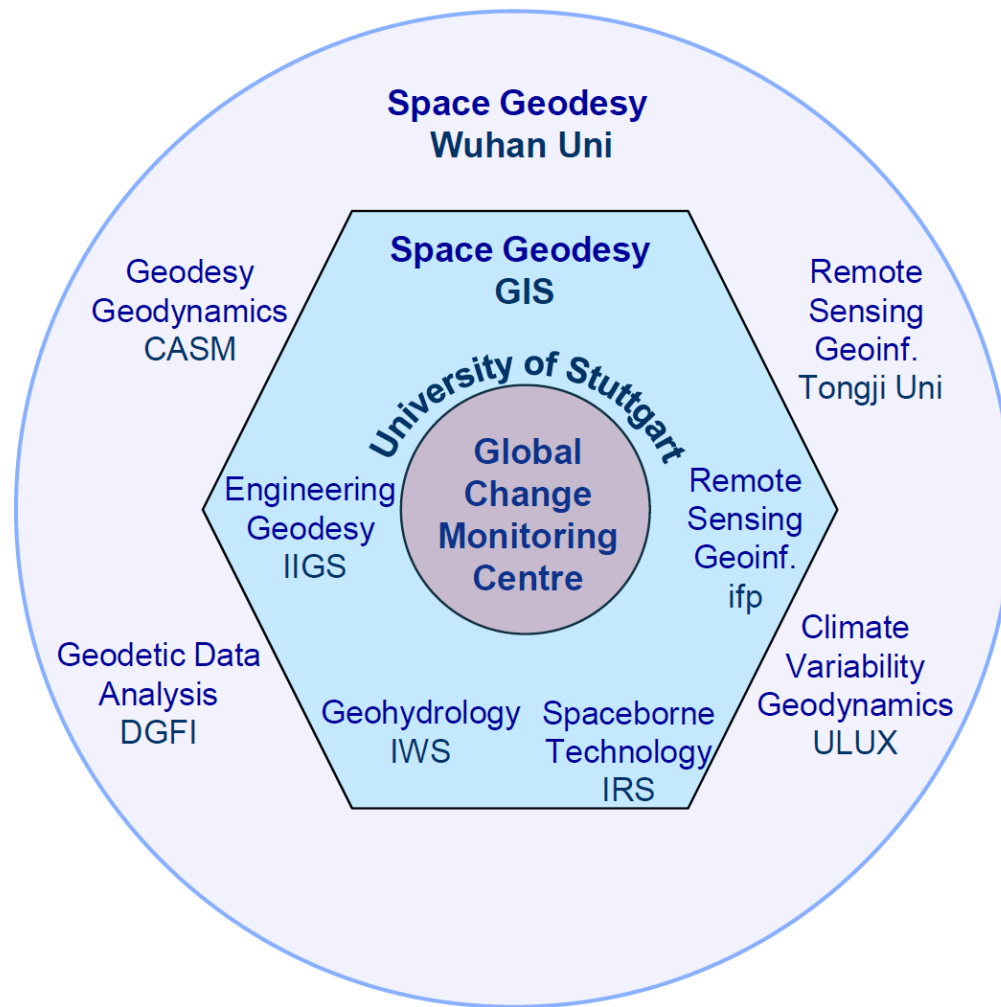 Space Geodesy
Wuhan Uni
Geodesy
Geodynamics
CASM
Space Geodesy
GIS
Remote
Sensing
Geoinf.
Tongji Uni
University of Stuttgart
Global
Change
Monitoring
Centre
Engineering
Geodesy
IIGS
Remote
Sensing
Geoinf.
ifp
Geodetic Data
Analysis
DGFI
Geohydrology
IWS
Spaceborne
Technology
IRS
Climate
Variability
Geodynamics
ULUX